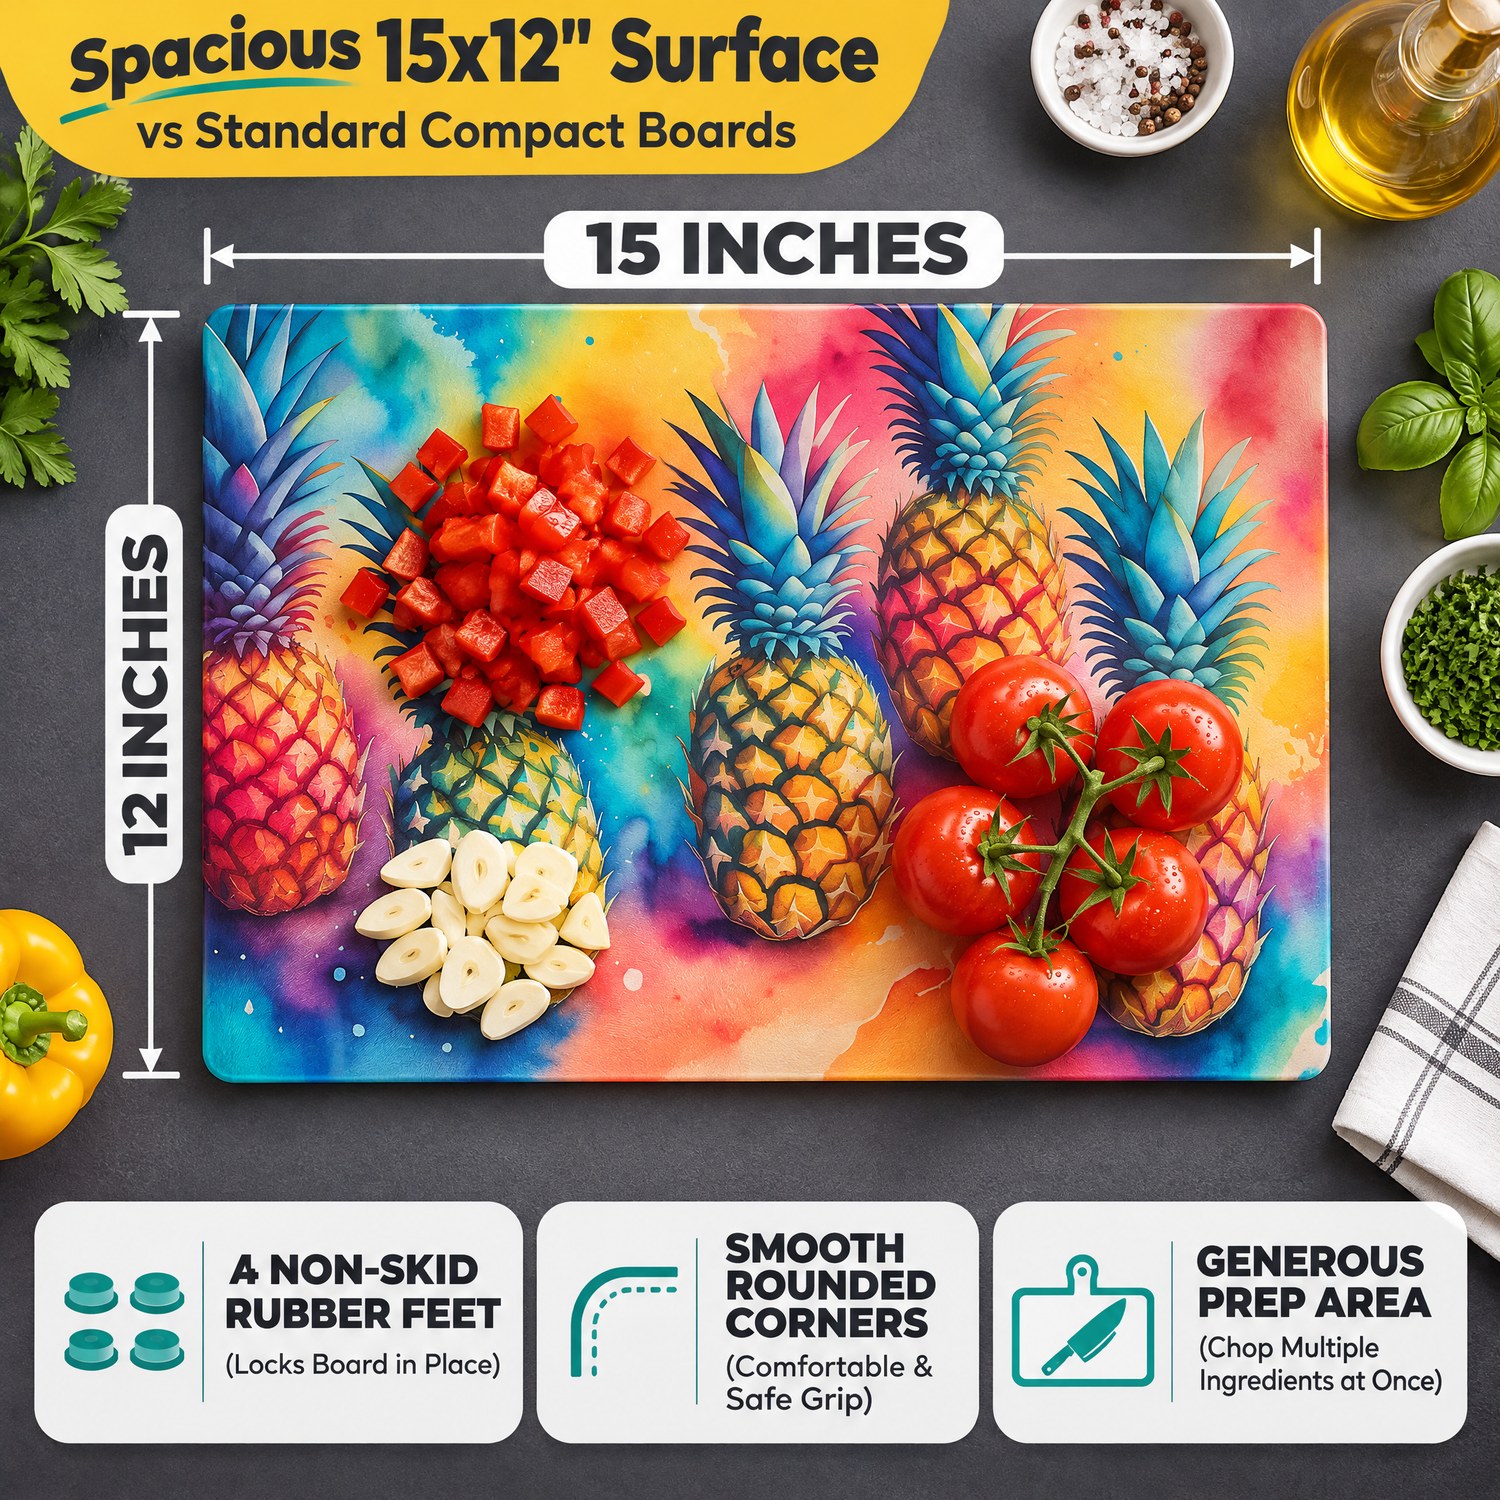 Spacious 15x12" Surface
vs Standard Compact Boards
15 INCHES
12 INCHES
4 NON-SKID
RUBBER FEET
(Locks Board in Place)
SMOOTH
ROUNDED
CORNERS
(Comfortable &
Safe Grip)
GENEROUS
PREP AREA
(Chop Multiple
Ingredients at Once)